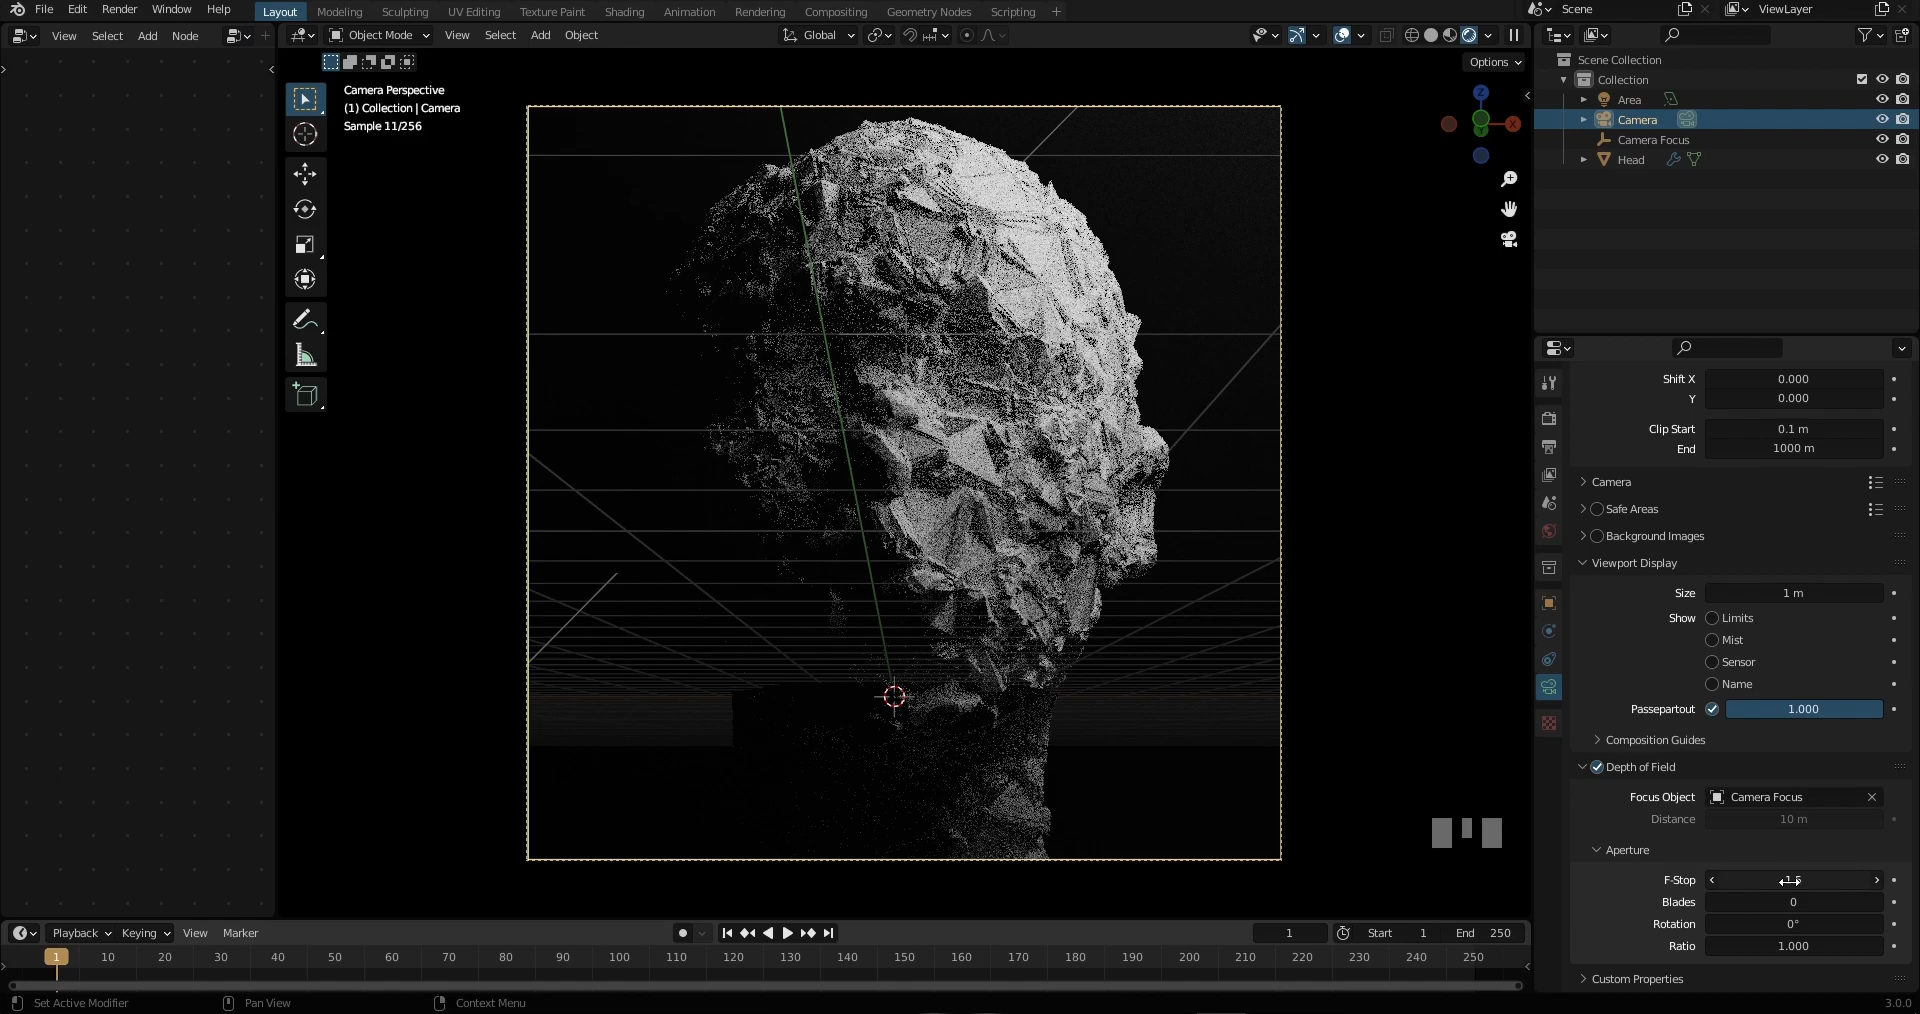 File Edit Render Window Help Layout Modeling Sculpting UV Editing Texture Paint Shading Animation Rendering Compositing Geometry Nodes Scripting + Scene ViewLayer
View Select Add Node Object Mode View Select Add Object Global
Options
Camera Perspective
(1) Collection | Camera
Sample 11/256
Z
X
Y
Scene Collection
Collection
Area
Camera
Camera Focus
Head
Shift X 0.000
Y 0.000
Clip Start 0.1 m
End 1000 m
Camera
Safe Areas
Background Images
Viewport Display
Size 1 m
Show Limits
Mist
Sensor
Name
Passepartout 1.000
Composition Guides
Depth of Field
Focus Object Camera Focus
Distance 10 m
Aperture
F-Stop
Blades 0
Rotation 0°
Ratio 1.000
Custom Properties
Playback Keying View Marker 1 Start 1 End 250
1 10 20 30 40 50 60 70 80 90 100 110 120 130 140 150 160 170 180 190 200 210 220 230 240 250
Set Active Modifier Pan View Context Menu 3.0.0